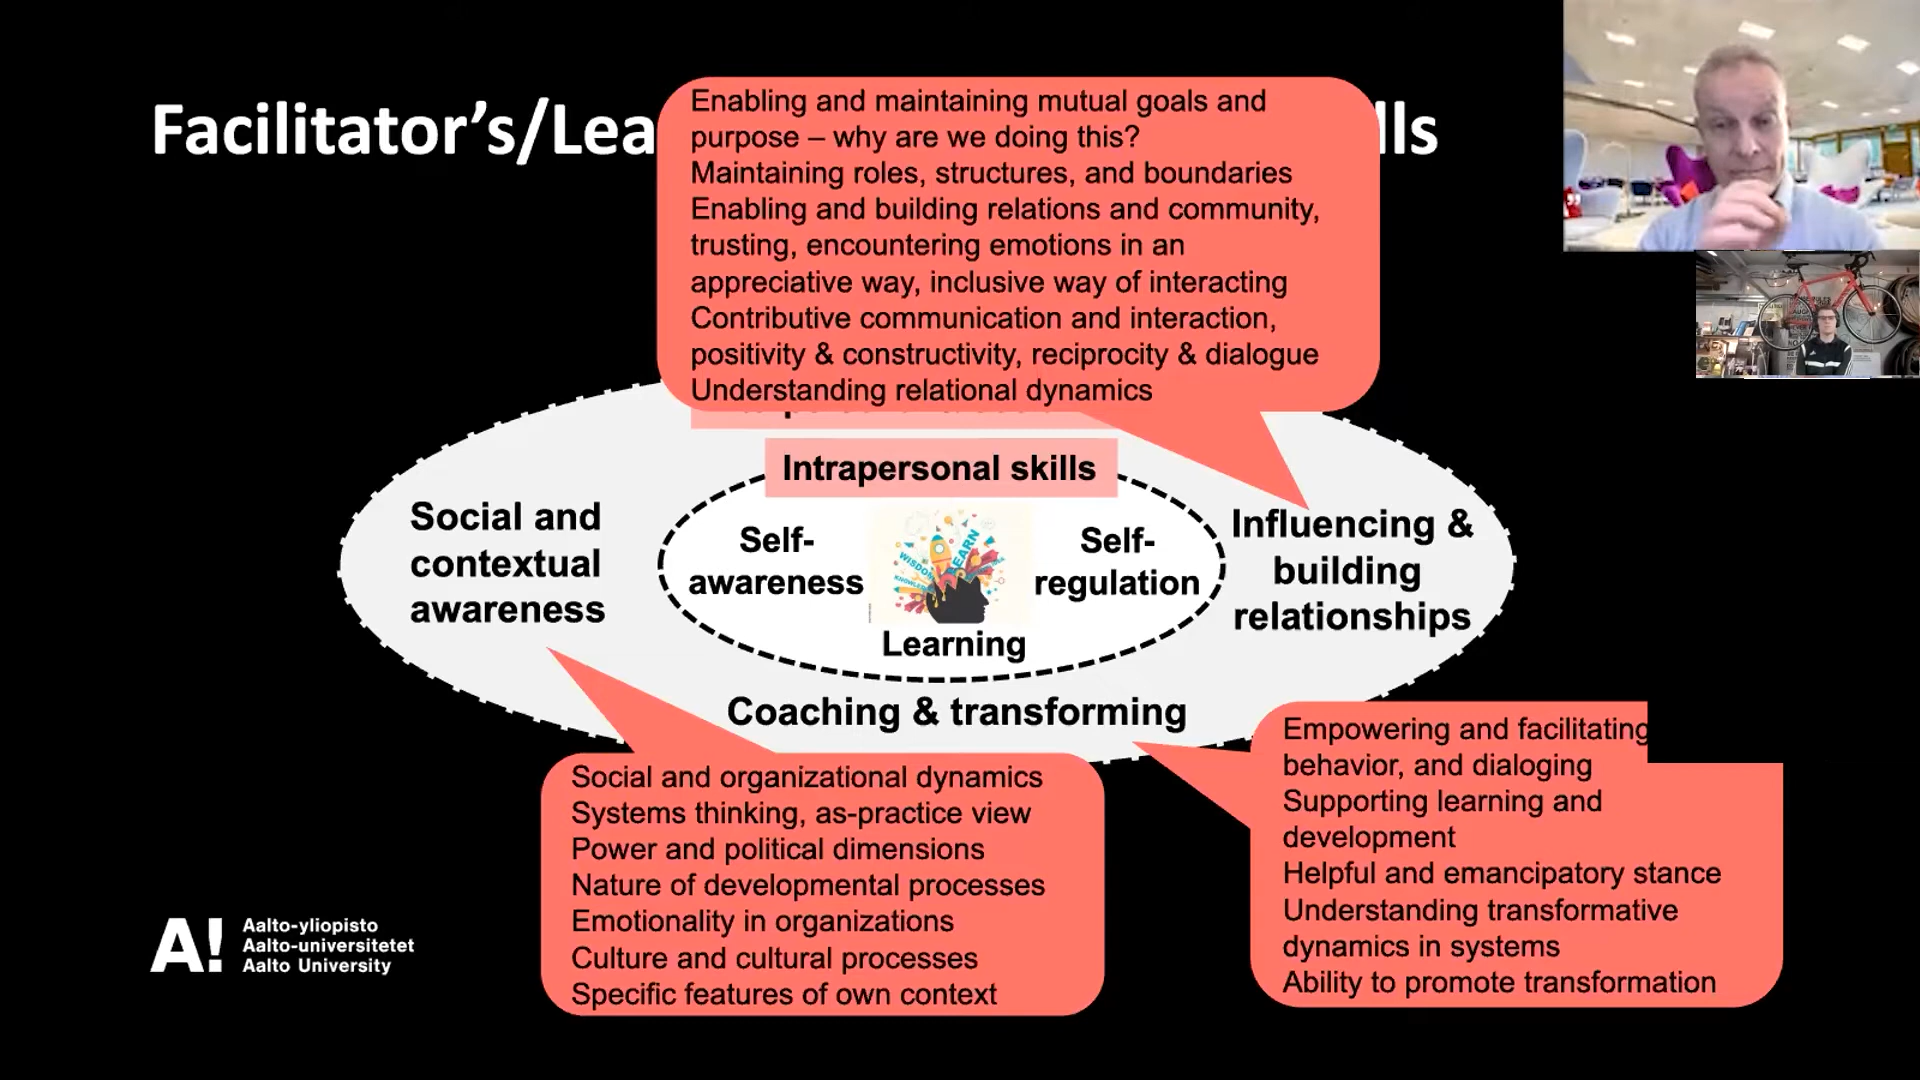 Facilitator's/Lea
lls
Enabling and maintaining mutual goals and
purpose – why are we doing this?
Maintaining roles, structures, and boundaries
Enabling and building relations and community,
trusting, encountering emotions in an
appreciative way, inclusive way of interacting
Contributive communication and interaction,
positivity & constructivity, reciprocity & dialogue
Understanding relational dynamics
Intrapersonal skills
Social and
contextual
awareness
Self-
awareness
WISDOM
LEARN
KNOWLE
Self-
regulation
Learning
Influencing &
building
relationships
Coaching & transforming
Social and organizational dynamics
Systems thinking, as-practice view
Power and political dimensions
Nature of developmental processes
Emotionality in organizations
Culture and cultural processes
Specific features of own context
Empowering and facilitating
behavior, and dialoging
Supporting learning and
development
Helpful and emancipatory stance
Understanding transformative
dynamics in systems
Ability to promote transformation
A!
Aalto-yliopisto
Aalto-universitetet
Aalto University